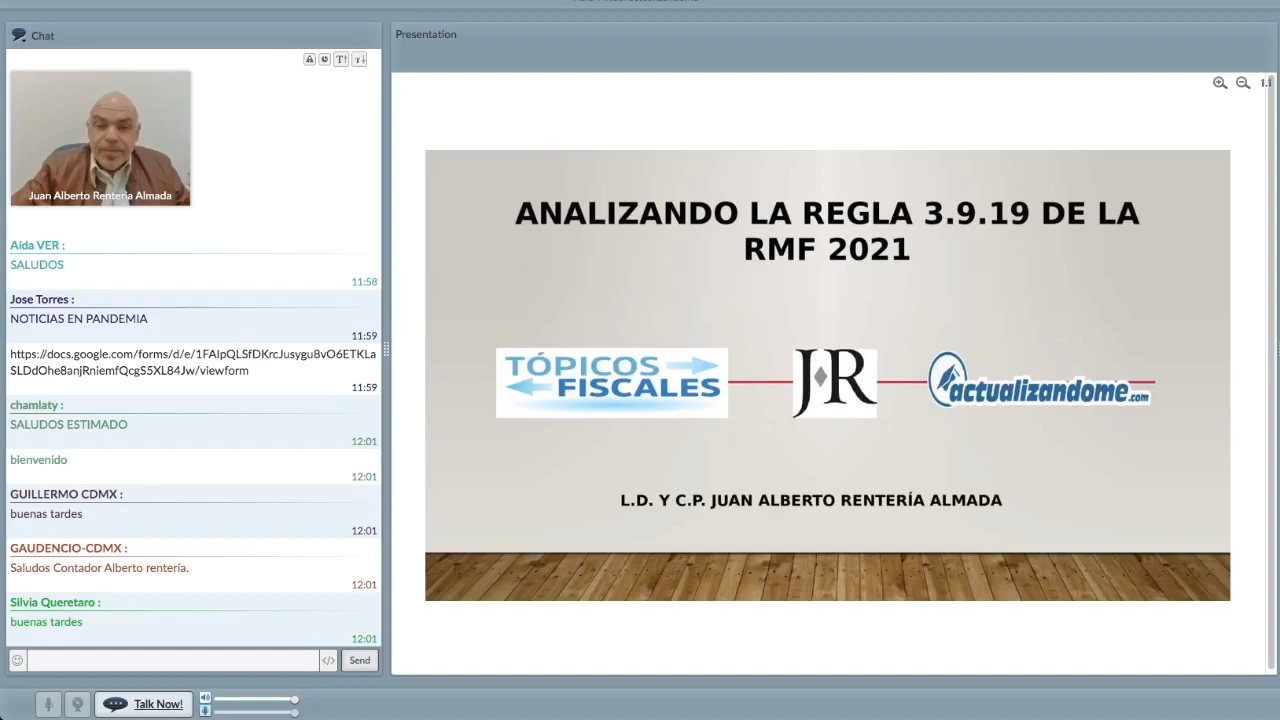 Chat
Presentation
Juan Alberto Renteria Almada
Aída VER :
SALUDOS
11:58
Jose Torres :
NOTICIAS EN PANDEMIA
11:59
https://docs.google.com/forms/d/e/1FAIpQLSfDKrcJusygu8vO6ETKLa
SLDdOhe8anjRniemfQcgS5XL84Jw/viewform
11:59
chamlaty :
SALUDOS ESTIMADO
12:01
bienvenido
12:01
GUILLERMO CDMX :
buenas tardes
12:01
GAUDENCIO-CDMX :
Saludos Contador Alberto rentería.
12:01
Silvia Queretaro :
buenas tardes
12:01
Send
Talk Now!
ANALIZANDO LA REGLA 3.9.19 DE LA
RMF 2021
TÓPICOS
FISCALES
JR
actualizandome.com
L.D. Y C.P. JUAN ALBERTO RENTERÍA ALMADA